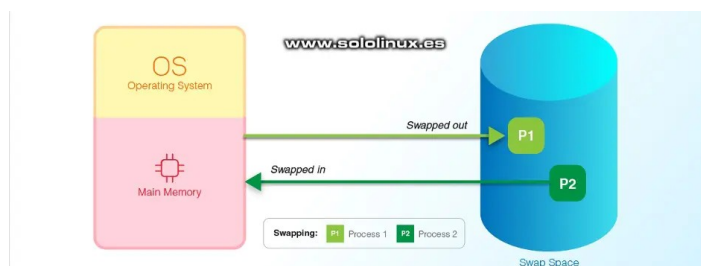 www.sololinux.es
OS
Operating System
Swapped out
P1
Main Memory
Swapped in
P2
Swapping: P1 Process 1 P2 Process 2
Swap Space